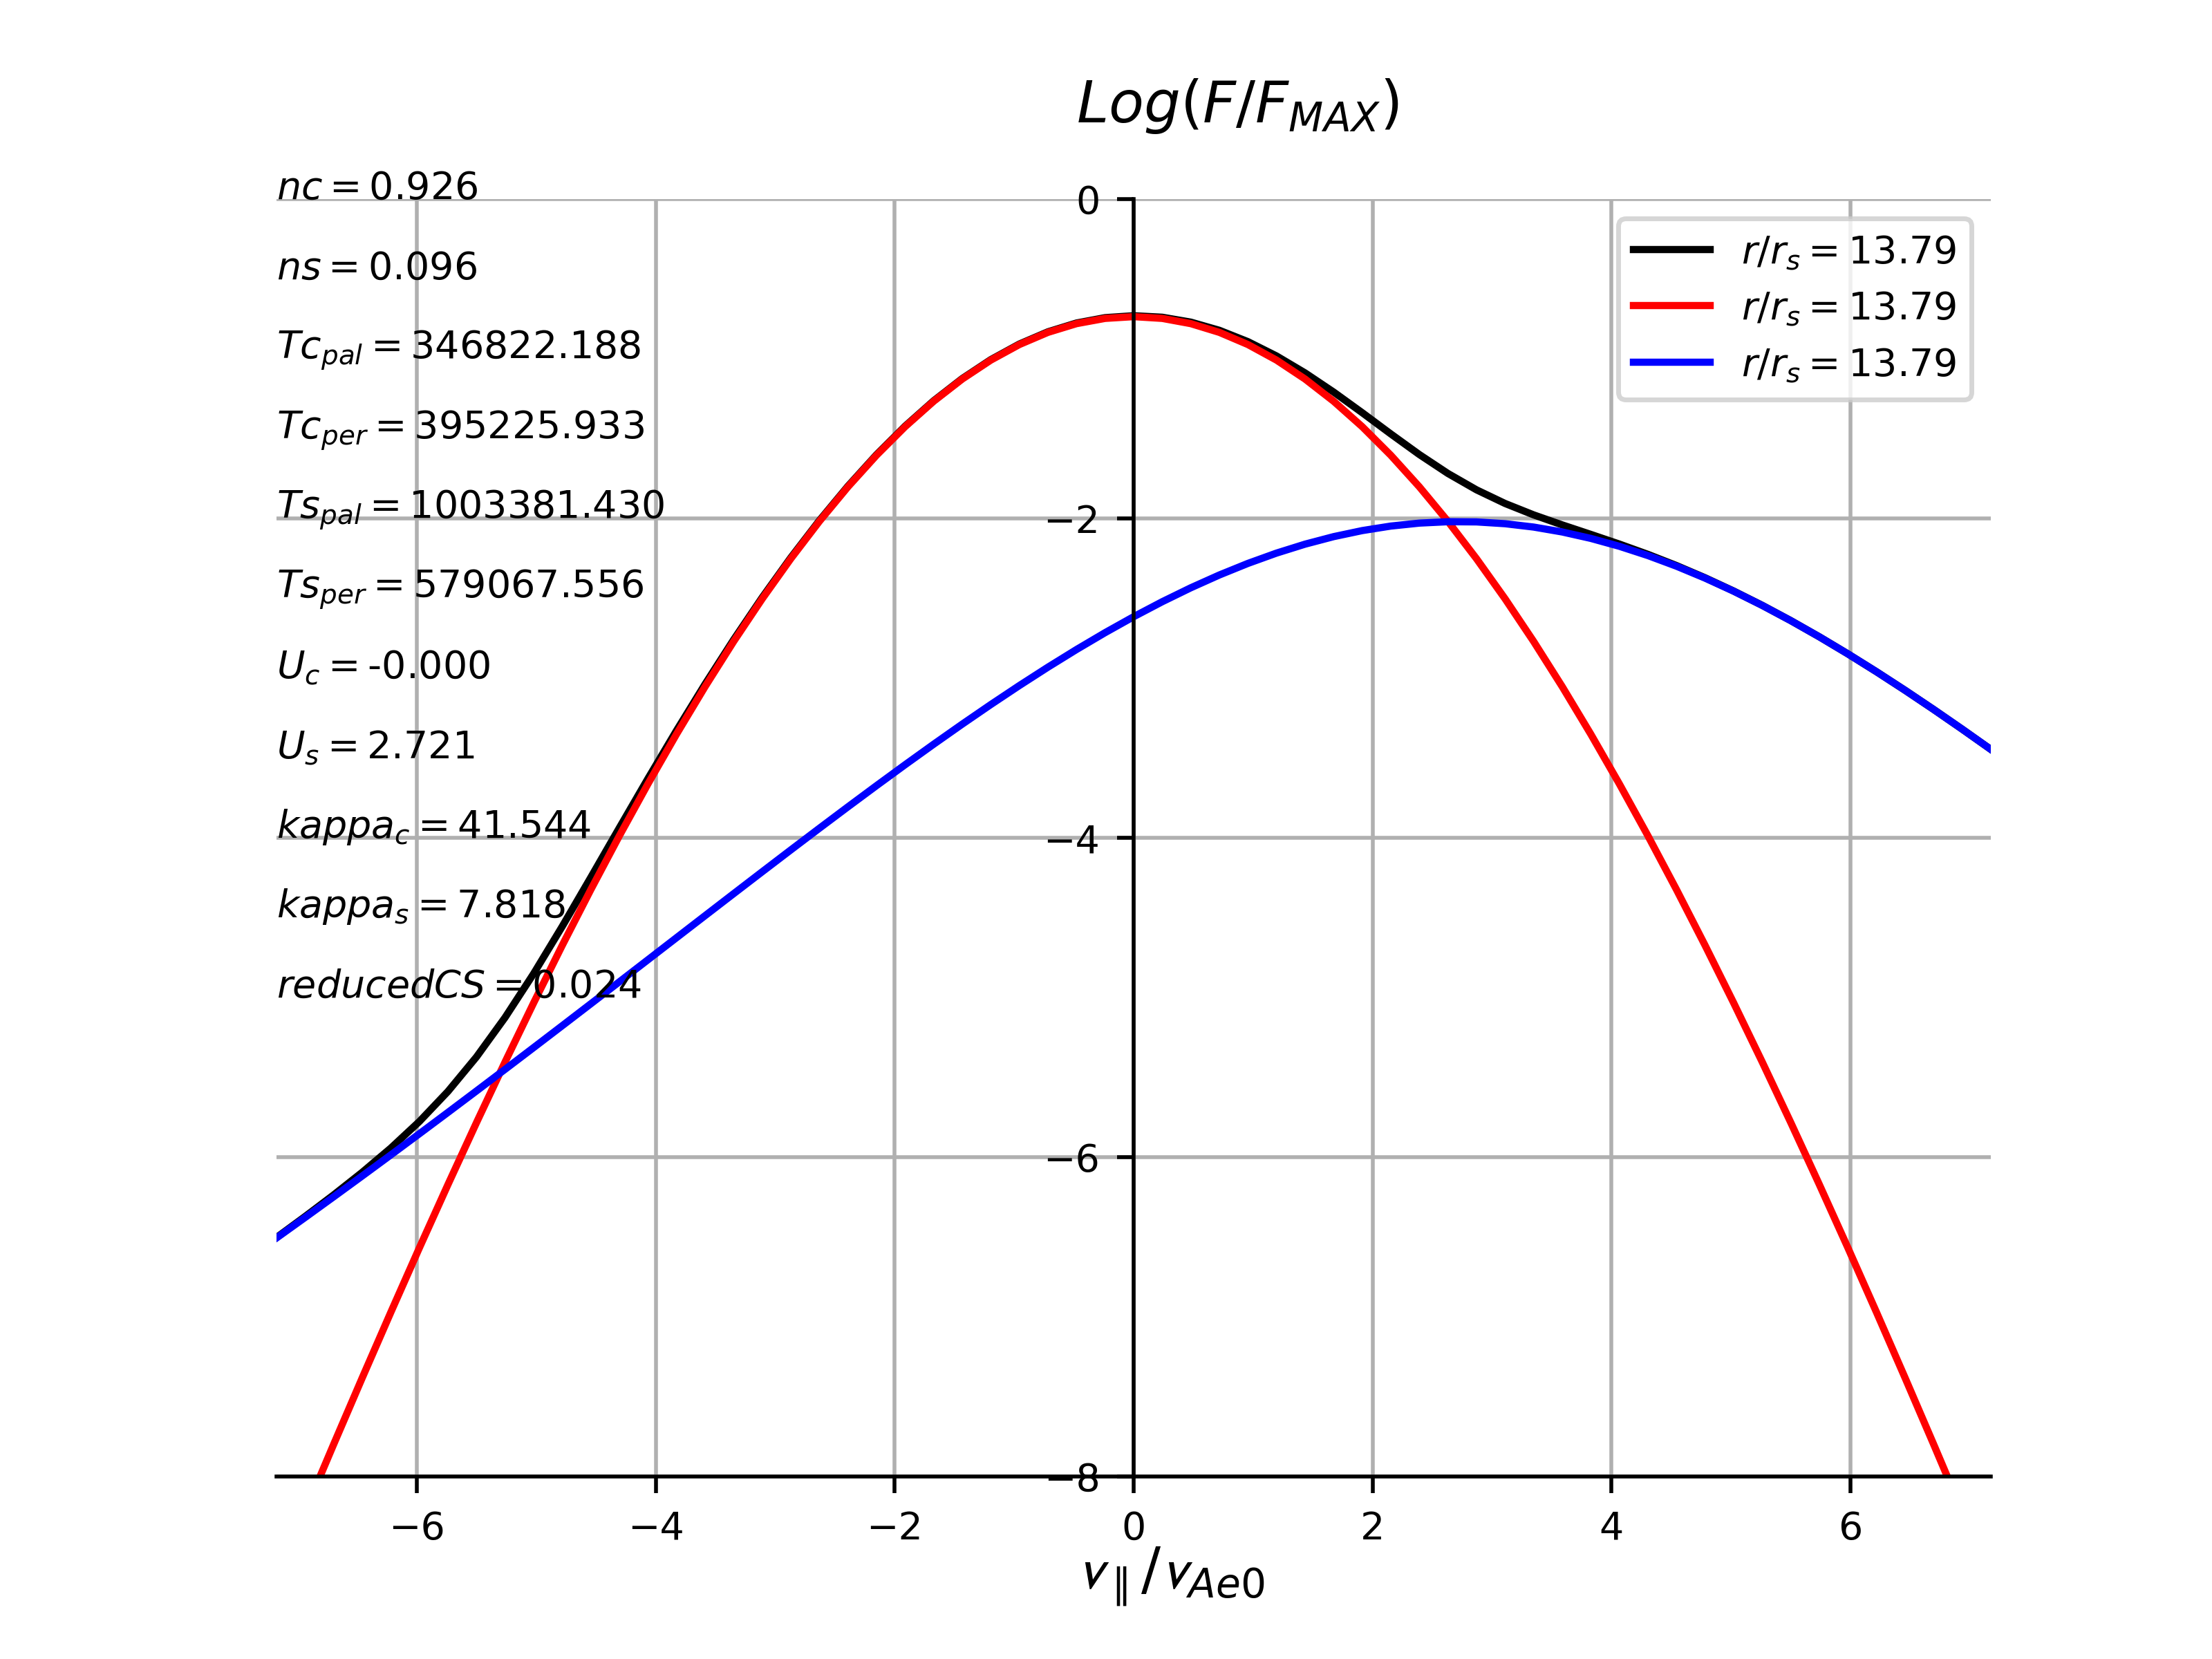 Log(F/F_MAX)
nc = 0.926
ns = 0.096
Tc_pal = 346822.188
Tc_per = 395225.933
Ts_pal = 1003381.430
Ts_per = 579067.556
U_c = -0.000
U_s = 2.721
kappa_c = 41.544
kappa_s = 7.818
reducedCS = 0.024
r/r_s = 13.79
r/r_s = 13.79
r/r_s = 13.79
0
−2
−4
−6
−8
−6 −4 −2 0 2 4 6
v_∥/v_Ae0